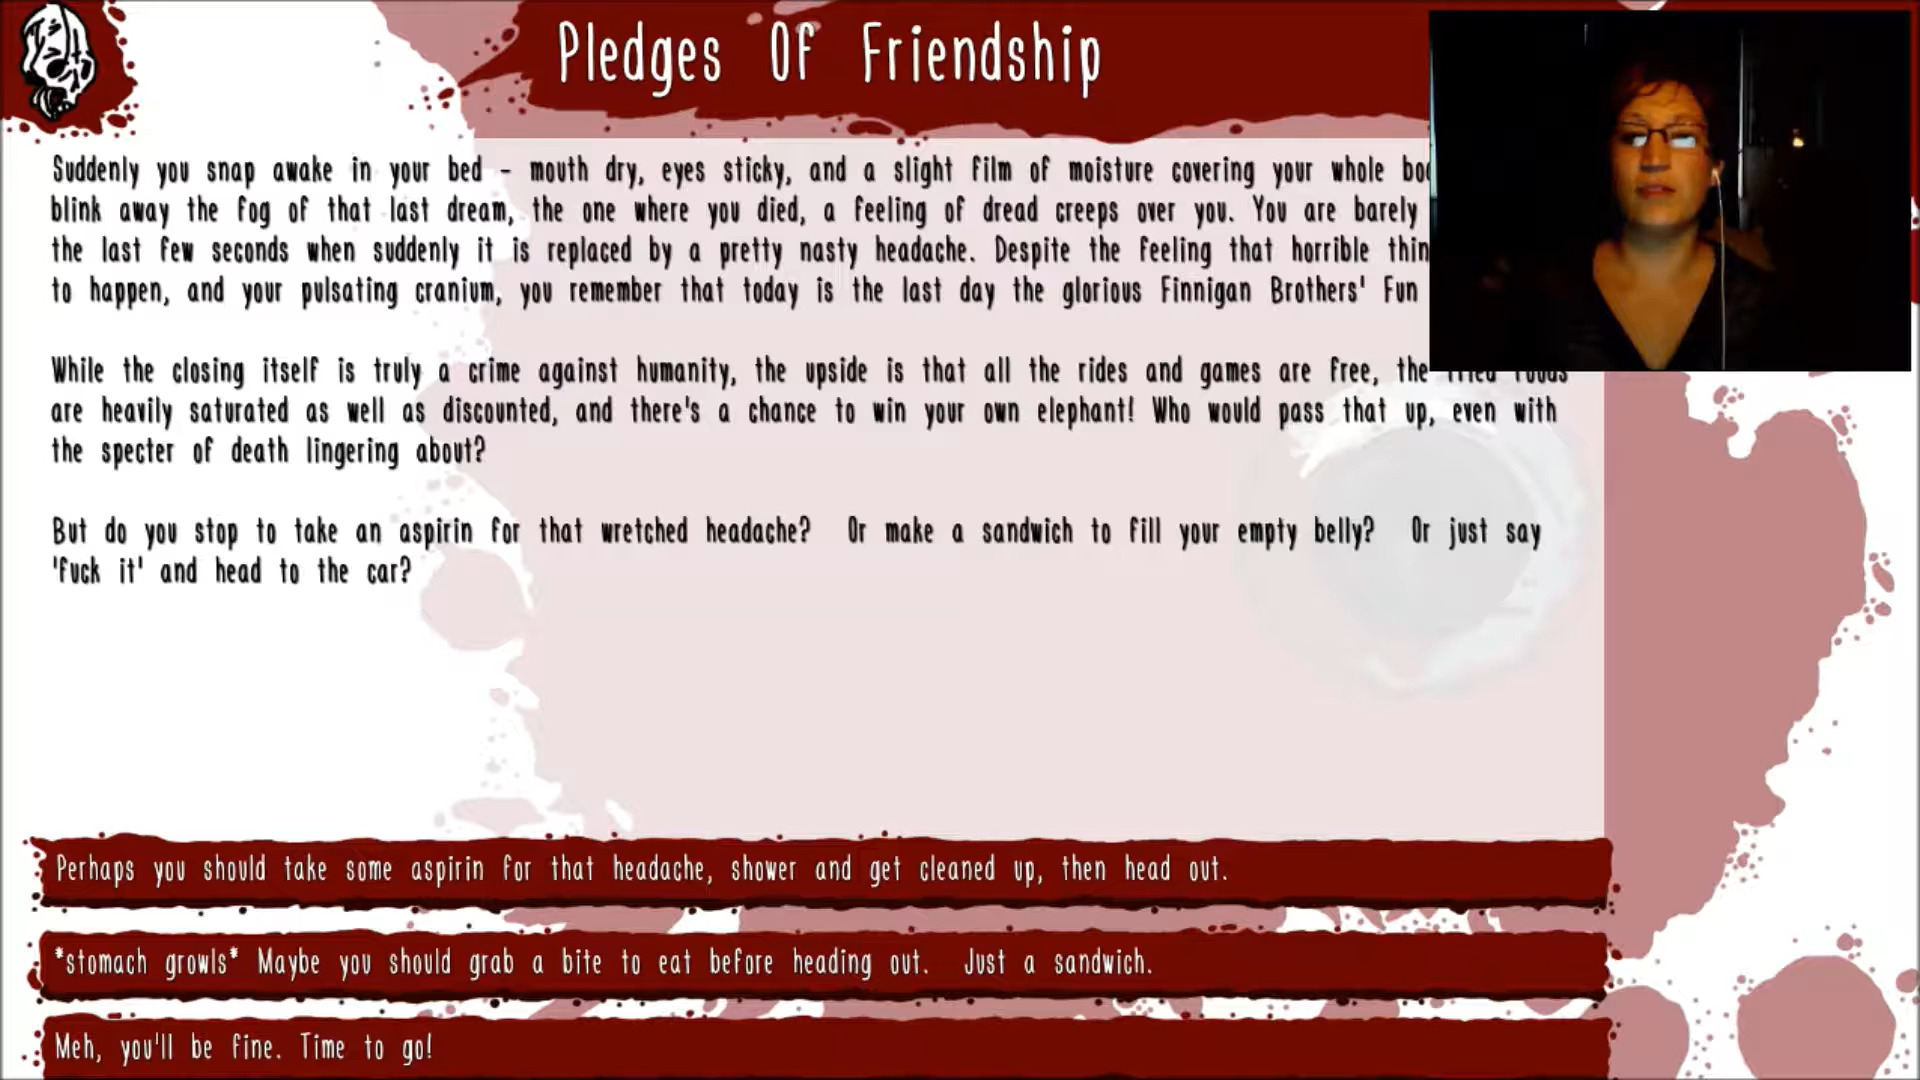 Pledges Of Friendship
Suddenly you snap awake in your bed - mouth dry, eyes sticky, and a slight film of moisture covering your whole
blink away the fog of that last dream, the one where you died, a feeling of dread creeps over you. You are barely
the last few seconds when suddenly it is replaced by a pretty nasty headache. Despite the feeling that horrible
to happen, and your pulsating cranium, you remember that today is the last day the glorious Finnigan Brothers' Fun
While the closing itself is truly a crime against humanity, the upside is that all the rides and games are free, the fried foods
are heavily saturated as well as discounted, and there's a chance to win your own elephant! Who would pass that up, even with
the specter of death lingering about?
But do you stop to take an aspirin for that wretched headache? Or make a sandwich to fill your empty belly? Or just say
'fuck it' and head to the car?
Perhaps you should take some aspirin for that headache, shower and get cleaned up, then head out.
*stomach growls* Maybe you should grab a bite to eat before heading out. Just a sandwich.
Meh, you'll be fine. Time to go!